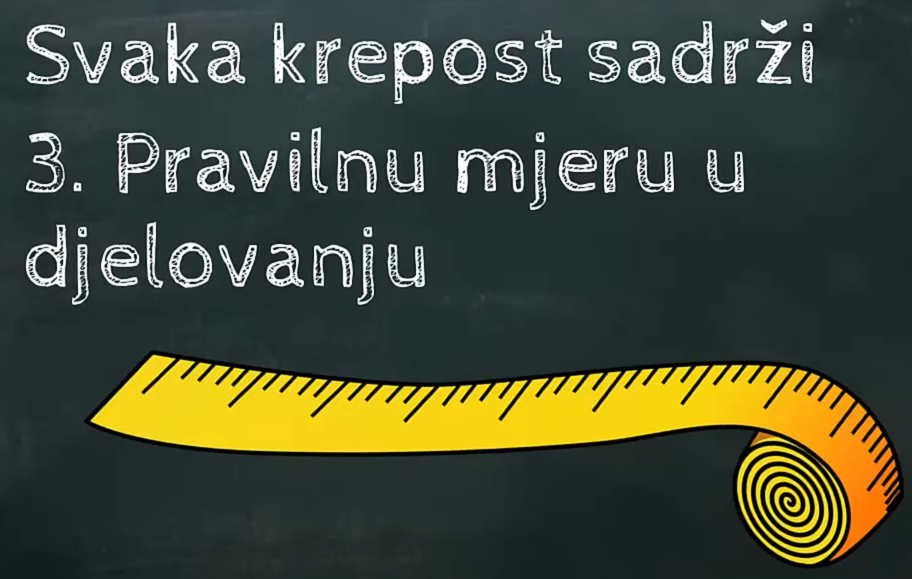 Svaka krepost sadrži
3. Pravilnu mjeru u
djelovanju